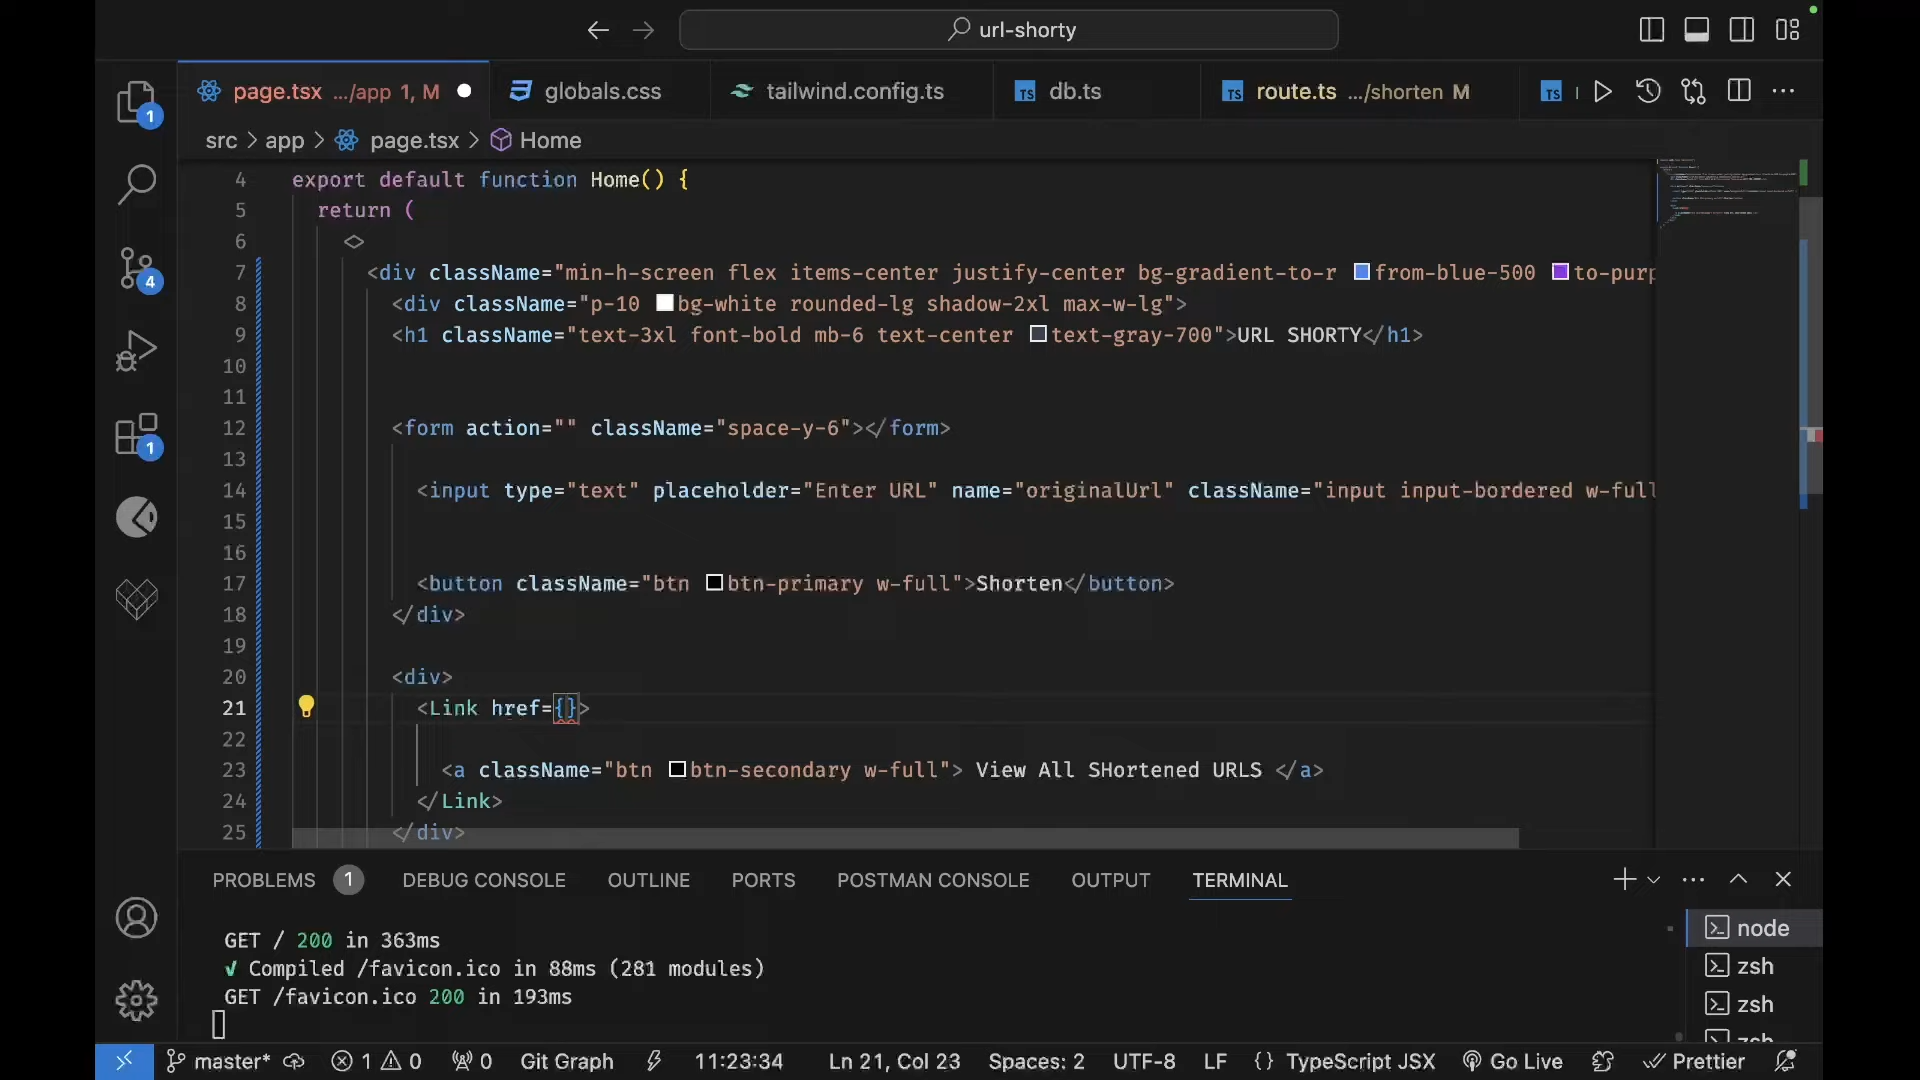 url-shorty
page.tsx .../app 1, M
globals.css
tailwind.config.ts
db.ts
route.ts .../shorten M
src > app > page.tsx > Home
4 export default function Home() {
5 return (
6 <>
7 <div className="min-h-screen flex items-center justify-center bg-gradient-to-r from-blue-500 to-purp
8 <div className="p-10 bg-white rounded-lg shadow-2xl max-w-lg">
9 <h1 className="text-3xl font-bold mb-6 text-center text-gray-700">URL SHORTY</h1>
10
11
12 <form action="" className="space-y-6"></form>
13
14 <input type="text" placeholder="Enter URL" name="originalUrl" className="input input-bordered w-full
15
16
17 <button className="btn btn-primary w-full">Shorten</button>
18 </div>
19
20 <div>
21 <Link href={}>
22
23 <a className="btn btn-secondary w-full"> View All SHortened URLS </a>
24 </Link>
25 </div>
1
4
1
PROBLEMS 1 DEBUG CONSOLE OUTLINE PORTS POSTMAN CONSOLE OUTPUT TERMINAL
GET / 200 in 363ms
✓ Compiled /favicon.ico in 88ms (281 modules)
GET /favicon.ico 200 in 193ms
node
zsh
zsh
zsh
master* 1 0 0 Git Graph 11:23:34 Ln 21, Col 23 Spaces: 2 UTF-8 LF {} TypeScript JSX Go Live Prettier